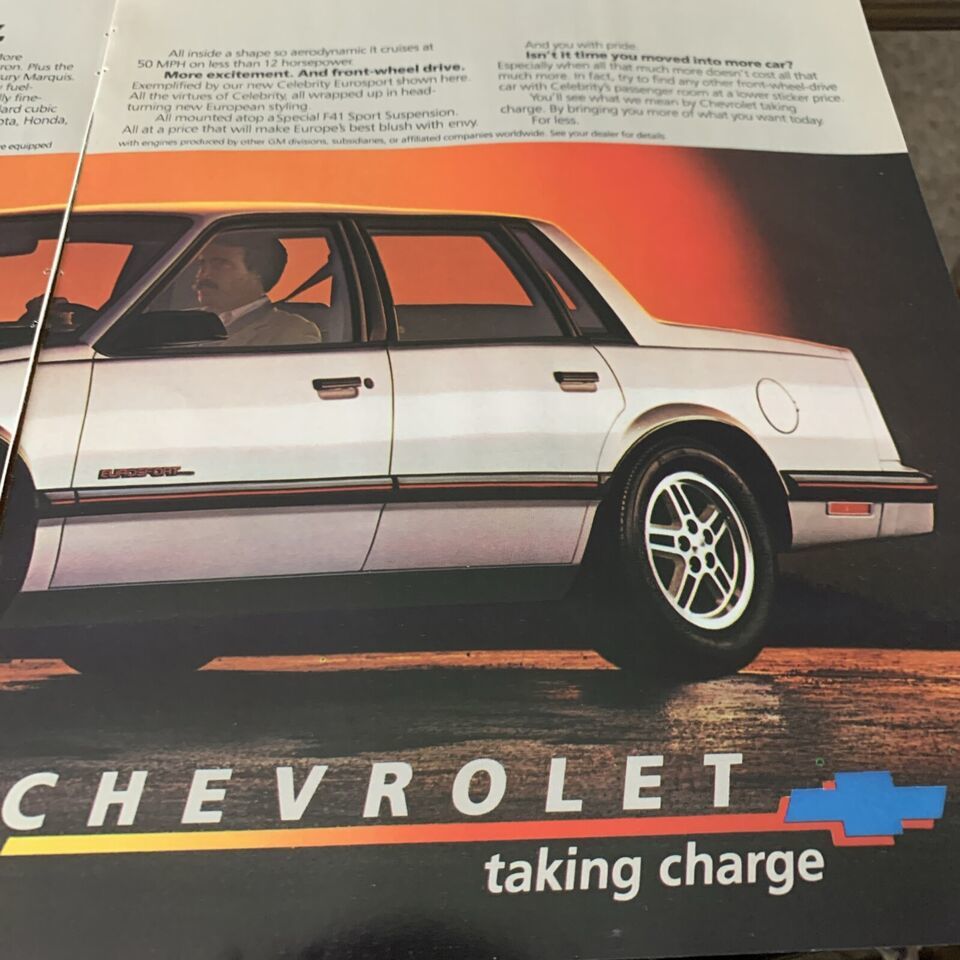 ore
ron. Plus the
ury Marquis.
fuel-
ly fine-
ard cubic
ota, Honda,
e equipped
All inside a shape so aerodynamic it cruises at
50 MPH on less than 12 horsepower.
More excitement. And front-wheel drive.
Exemplified by our new Celebrity Eurosport shown here.
All the virtues of Celebrity, all wrapped up in head-
turning new European styling.
All mounted atop a Special F41 Sport Suspension.
All at a price that will make Europe's best blush with envy.
with engines produced by other GM divisions, subsidiaries, or affiliated companies worldwide. See your dealer for details.
And you with pride.
Isn't it time you moved into more car?
Especially when all that much more doesn't cost all that
much more. In fact, try to find any other front-wheel-drive
car with Celebrity's passenger room at a lower sticker price.
You'll see what we mean by Chevrolet taking
charge. By bringing you more of what you want today.
For less.
EUROSPORT
CHEVROLET
taking charge